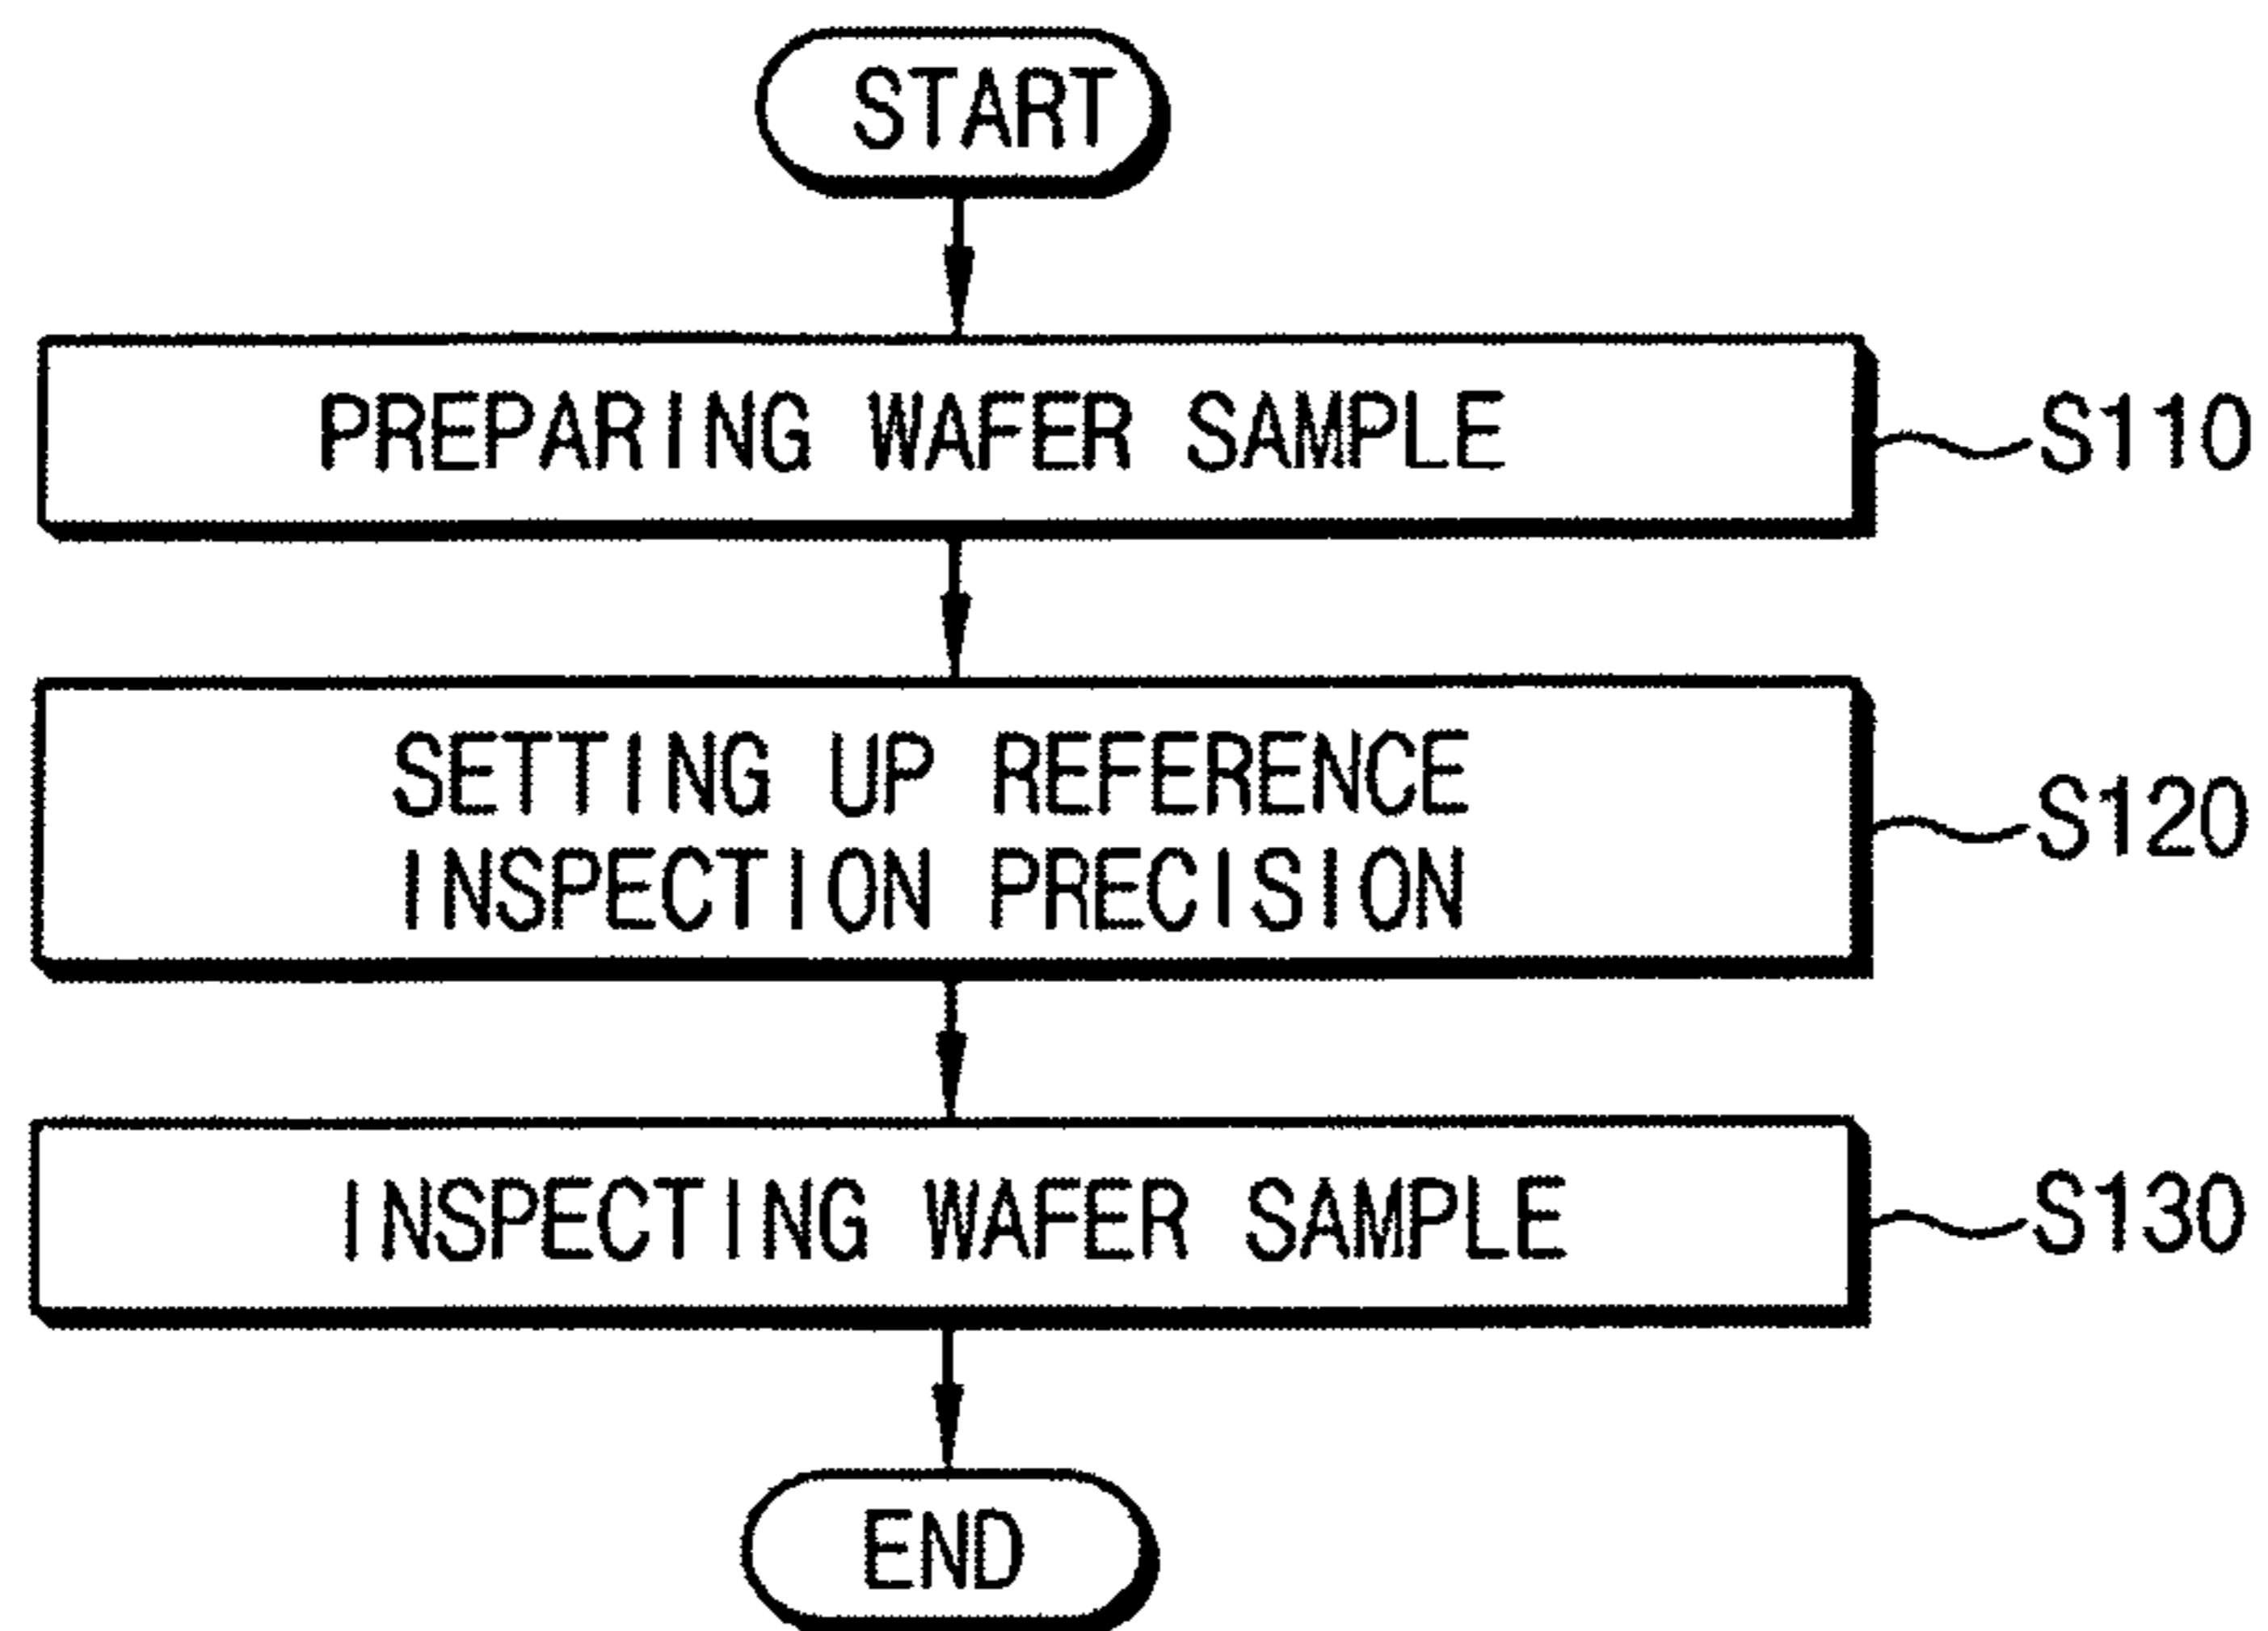 START
PREPARING WAFER SAMPLE
S110
SETTING UP REFERENCE
INSPECTION PRECISION
S120
INSPECTING WAFER SAMPLE
S130
END